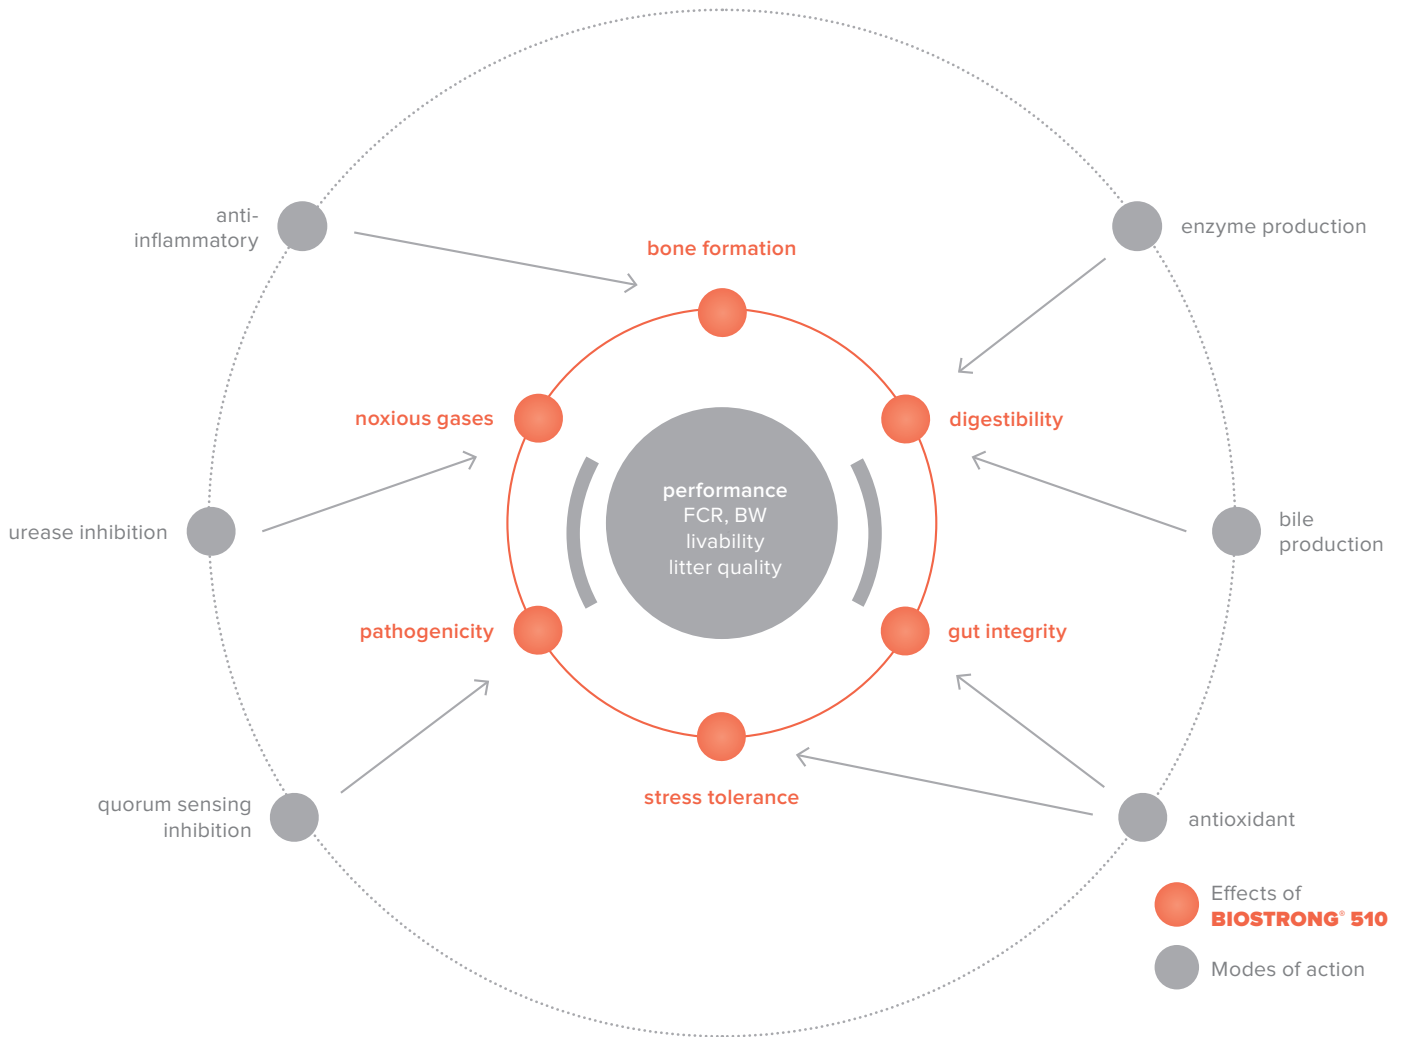 anti-
inflammatory
enzyme production
bone formation
noxious gases
digestibility
performance
FCR, BW
livability
litter quality
urease inhibition
bile
production
pathogenicity
gut integrity
stress tolerance
quorum sensing
inhibition
antioxidant
Effects of
BIOSTRONG® 510
Modes of action